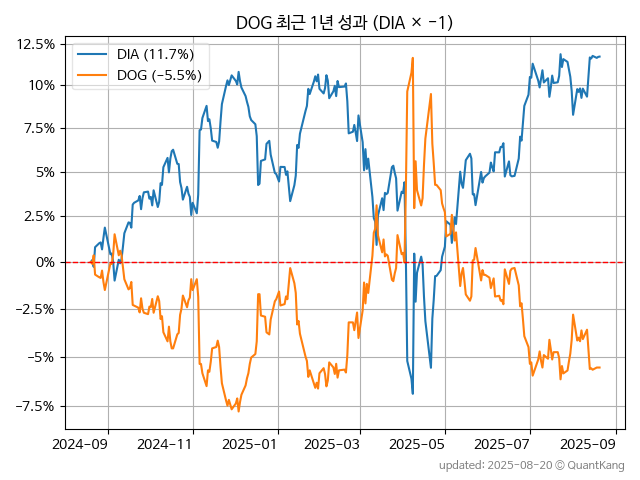 DOG 최근 1년 성과 (DIA × −1)
DIA (11.7%)
DOG (−5.5%)
12.5%
10%
7.5%
5%
2.5%
0%
−2.5%
−5%
−7.5%
2024-09 2024-11 2025-01 2025-03 2025-05 2025-07 2025-09
updated: 2025-08-20 © QuantKang